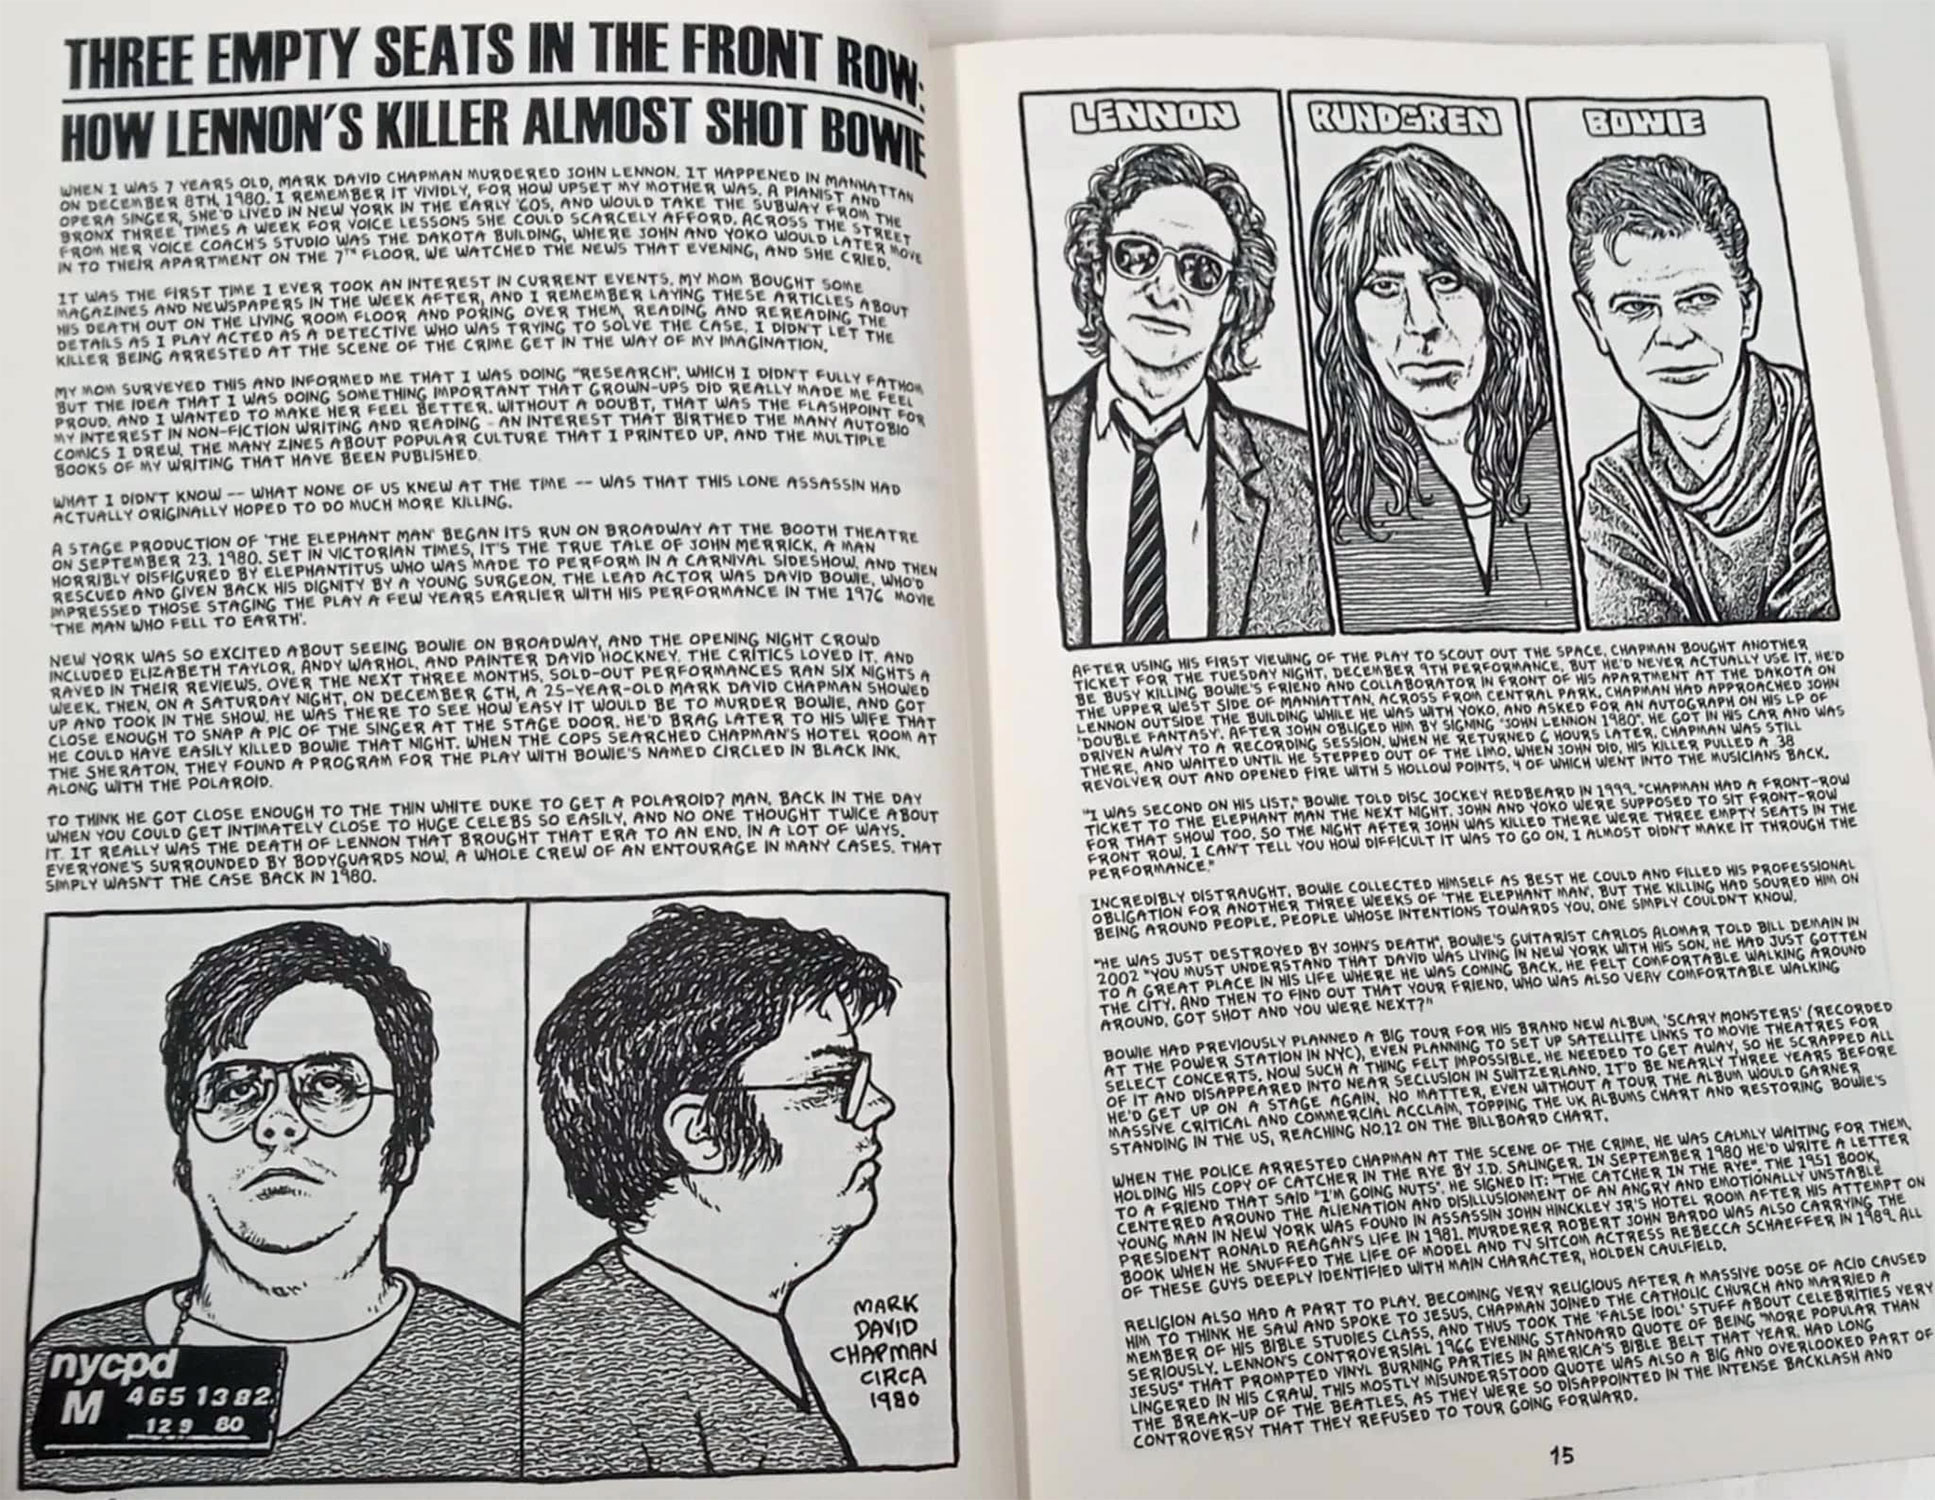 THREE EMPTY SEATS IN THE FRONT ROW:
HOW LENNON'S KILLER ALMOST SHOT BOWIE
WHEN I WAS 7 YEARS OLD, MARK DAVID CHAPMAN MURDERED JOHN LENNON. IT HAPPENED IN MANHATTAN
ON DECEMBER 8TH, 1980. I REMEMBER IT VIVIDLY, FOR HOW UPSET MY MOTHER WAS. A PIANIST AND
OPERA SINGER, SHE'D LIVED IN NEW YORK IN THE EARLY '60S, AND WOULD TAKE THE SUBWAY FROM THE
BRONX THREE TIMES A WEEK FOR VOICE LESSONS SHE COULD SCARCELY AFFORD. ACROSS THE STREET
FROM HER VOICE COACH'S STUDIO WAS THE DAKOTA BUILDING, WHERE JOHN AND YOKO WOULD LATER MOVE
IN TO THEIR APARTMENT ON THE 7TH FLOOR. WE WATCHED THE NEWS THAT EVENING, AND SHE CRIED.
IT WAS THE FIRST TIME I EVER TOOK AN INTEREST IN CURRENT EVENTS. MY MOM BOUGHT SOME
MAGAZINES AND NEWSPAPERS IN THE WEEK AFTER, AND I REMEMBER LAYING THESE ARTICLES ABOUT
HIS DEATH OUT ON THE LIVING ROOM FLOOR AND PORING OVER THEM, READING AND REREADING THE
DETAILS AS I PLAY ACTED AS A DETECTIVE WHO WAS TRYING TO SOLVE THE CASE. I DIDN'T LET THE
KILLER BEING ARRESTED AT THE SCENE OF THE CRIME GET IN THE WAY OF MY IMAGINATION.
MY MOM SURVEYED THIS AND INFORMED ME THAT I WAS DOING "RESEARCH", WHICH I DIDN'T FULLY FATHOM
BUT THE IDEA THAT I WAS DOING SOMETHING IMPORTANT THAT GROWN-UPS DID REALLY MADE ME FEEL
PROUD, AND I WANTED TO MAKE HER FEEL BETTER. WITHOUT A DOUBT, THAT WAS THE FLASHPOINT FOR
MY INTEREST IN NON-FICTION WRITING AND READING - AN INTEREST THAT BIRTHED THE MANY AUTOBIO
COMICS I DREW, THE MANY ZINES ABOUT POPULAR CULTURE THAT I PRINTED UP, AND THE MULTIPLE
BOOKS OF MY WRITING THAT HAVE BEEN PUBLISHED.
WHAT I DIDN'T KNOW -- WHAT NONE OF US KNEW AT THE TIME -- WAS THAT THIS LONE ASSASSIN HAD
ACTUALLY ORIGINALLY HOPED TO DO MUCH MORE KILLING.
A STAGE PRODUCTION OF 'THE ELEPHANT MAN' BEGAN ITS RUN ON BROADWAY AT THE BOOTH THEATRE
ON SEPTEMBER 23, 1980. SET IN VICTORIAN TIMES, IT'S THE TRUE TALE OF JOHN MERRICK, A MAN
HORRIBLY DISFIGURED BY ELEPHANTITUS WHO WAS MADE TO PERFORM IN A CARNIVAL SIDESHOW, AND THEN
RESCUED AND GIVEN BACK HIS DIGNITY BY A YOUNG SURGEON. THE LEAD ACTOR WAS DAVID BOWIE, WHO'D
IMPRESSED THOSE STAGING THE PLAY A FEW YEARS EARLIER WITH HIS PERFORMANCE IN THE 1976 MOVIE
'THE MAN WHO FELL TO EARTH'.
NEW YORK WAS SO EXCITED ABOUT SEEING BOWIE ON BROADWAY, AND THE OPENING NIGHT CROWD
INCLUDED ELIZABETH TAYLOR, ANDY WARHOL, AND PAINTER DAVID HOCKNEY. THE CRITICS LOVED IT, AND
RAVED IN THEIR REVIEWS. OVER THE NEXT THREE MONTHS, SOLD-OUT PERFORMANCES RAN SIX NIGHTS A
WEEK. THEN, ON A SATURDAY NIGHT, ON DECEMBER 6TH, A 25-YEAR-OLD MARK DAVID CHAPMAN SHOWED
UP AND TOOK IN THE SHOW. HE WAS THERE TO SEE HOW EASY IT WOULD BE TO MURDER BOWIE, AND GOT
CLOSE ENOUGH TO SNAP A PIC OF THE SINGER AT THE STAGE DOOR. HE'D BRAG LATER TO HIS WIFE THAT
HE COULD HAVE EASILY KILLED BOWIE THAT NIGHT. WHEN THE COPS SEARCHED CHAPMAN'S HOTEL ROOM AT
THE SHERATON, THEY FOUND A PROGRAM FOR THE PLAY WITH BOWIE'S NAMED CIRCLED IN BLACK INK,
ALONG WITH THE POLAROID.
TO THINK HE GOT CLOSE ENOUGH TO THE THIN WHITE DUKE TO GET A POLAROID? MAN, BACK IN THE DAY
WHEN YOU COULD GET INTIMATELY CLOSE TO HUGE CELEBS SO EASILY, AND NO ONE THOUGHT TWICE ABOUT
IT. IT REALLY WAS THE DEATH OF LENNON THAT BROUGHT THAT ERA TO AN END, IN A LOT OF WAYS.
EVERYONE'S SURROUNDED BY BODYGUARDS NOW, A WHOLE CREW OF AN ENTOURAGE IN MANY CASES. THAT
SIMPLY WASN'T THE CASE BACK IN 1980.
nycpd
M 465 1382
12 9 80
MARK
DAVID
CHAPMAN
CIRCA
1980
LENNON
RUNDGREN
BOWIE
AFTER USING HIS FIRST VIEWING OF THE PLAY TO SCOUT OUT THE SPACE, CHAPMAN BOUGHT ANOTHER
TICKET FOR THE TUESDAY NIGHT, DECEMBER 9TH PERFORMANCE, BUT HE'D NEVER ACTUALLY USE IT. HE'D
BE BUSY KILLING BOWIE'S FRIEND AND COLLABORATOR IN FRONT OF HIS APARTMENT AT THE DAKOTA ON
THE UPPER WEST SIDE OF MANHATTAN, ACROSS FROM CENTRAL PARK. CHAPMAN HAD APPROACHED JOHN
LENNON OUTSIDE THE BUILDING WHILE HE WAS WITH YOKO, AND ASKED FOR AN AUTOGRAPH ON HIS LP OF
'DOUBLE FANTASY'. AFTER JOHN OBLIGED HIM BY SIGNING "JOHN LENNON 1980", HE GOT IN HIS CAR AND WAS
DRIVEN AWAY TO A RECORDING SESSION. WHEN HE RETURNED 6 HOURS LATER, CHAPMAN WAS STILL
THERE, AND WAITED UNTIL HE STEPPED OUT OF THE LIMO. WHEN JOHN DID, HIS KILLER PULLED A .38
REVOLVER OUT AND OPENED FIRE WITH 5 HOLLOW POINTS, 4 OF WHICH WENT INTO THE MUSICIANS BACK.
"I WAS SECOND ON HIS LIST," BOWIE TOLD DISC JOCKEY REDBEARD IN 1999. "CHAPMAN HAD A FRONT-ROW
TICKET TO THE ELEPHANT MAN THE NEXT NIGHT. JOHN AND YOKO WERE SUPPOSED TO SIT FRONT-ROW
FOR THAT SHOW TOO. SO THE NIGHT AFTER JOHN WAS KILLED THERE WERE THREE EMPTY SEATS IN THE
FRONT ROW. I CAN'T TELL YOU HOW DIFFICULT IT WAS TO GO ON. I ALMOST DIDN'T MAKE IT THROUGH THE
PERFORMANCE."
INCREDIBLY DISTRAUGHT, BOWIE COLLECTED HIMSELF AS BEST HE COULD AND FILLED HIS PROFESSIONAL
OBLIGATION FOR ANOTHER THREE WEEKS OF 'THE ELEPHANT MAN', BUT THE KILLING HAD SOURED HIM ON
BEING AROUND PEOPLE, PEOPLE WHOSE INTENTIONS TOWARDS YOU, ONE SIMPLY COULDN'T KNOW.
"HE WAS JUST DESTROYED BY JOHN'S DEATH", BOWIE'S GUITARIST CARLOS ALOMAR TOLD BILL DEMAIN IN
2002 "YOU MUST UNDERSTAND THAT DAVID WAS LIVING IN NEW YORK WITH HIS SON. HE HAD JUST GOTTEN
TO A GREAT PLACE IN HIS LIFE WHERE HE WAS COMING BACK. HE FELT COMFORTABLE WALKING AROUND
THE CITY. AND THEN TO FIND OUT THAT YOUR FRIEND, WHO WAS ALSO VERY COMFORTABLE WALKING
AROUND, GOT SHOT AND YOU WERE NEXT?"
BOWIE HAD PREVIOUSLY PLANNED A BIG TOUR FOR HIS BRAND NEW ALBUM, 'SCARY MONSTERS' (RECORDED
AT THE POWER STATION IN NYC), EVEN PLANNING TO SET UP SATELLITE LINKS TO MOVIE THEATRES FOR
SELECT CONCERTS. NOW SUCH A THING FELT IMPOSSIBLE. HE NEEDED TO GET AWAY, SO HE SCRAPPED ALL
OF IT AND DISAPPEARED INTO NEAR SECLUSION IN SWITZERLAND. IT'D BE NEARLY THREE YEARS BEFORE
HE'D GET UP ON A STAGE AGAIN. NO MATTER, EVEN WITHOUT A TOUR THE ALBUM WOULD GARNER
MASSIVE CRITICAL AND COMMERCIAL ACCLAIM, TOPPING THE UK ALBUMS CHART AND RESTORING BOWIE'S
STANDING IN THE US, REACHING NO.12 ON THE BILLBOARD CHART.
WHEN THE POLICE ARRESTED CHAPMAN AT THE SCENE OF THE CRIME, HE WAS CALMLY WAITING FOR THEM,
HOLDING HIS COPY OF CATCHER IN THE RYE BY J.D. SALINGER. IN SEPTEMBER 1980 HE'D WRITE A LETTER
TO A FRIEND THAT SAID "I'M GOING NUTS". HE SIGNED IT: "THE CATCHER IN THE RYE". THE 1951 BOOK,
CENTERED AROUND THE ALIENATION AND DISILLUSIONMENT OF AN ANGRY AND EMOTIONALLY UNSTABLE
YOUNG MAN IN NEW YORK WAS FOUND IN ASSASSIN JOHN HINCKLEY JR'S HOTEL ROOM AFTER HIS ATTEMPT ON
PRESIDENT RONALD REAGAN'S LIFE IN 1981. MURDERER ROBERT JOHN BARDO WAS ALSO CARRYING THE
BOOK WHEN HE SNUFFED THE LIFE OF MODEL AND TV SITCOM ACTRESS REBECCA SCHAEFFER IN 1989. ALL
OF THESE GUYS DEEPLY IDENTIFIED WITH MAIN CHARACTER, HOLDEN CAULFIELD.
RELIGION ALSO HAD A PART TO PLAY. BECOMING VERY RELIGIOUS AFTER A MASSIVE DOSE OF ACID CAUSED
HIM TO THINK HE SAW AND SPOKE TO JESUS, CHAPMAN JOINED THE CATHOLIC CHURCH AND MARRIED A
MEMBER OF HIS BIBLE STUDIES CLASS, AND THUS TOOK THE 'FALSE IDOL' STUFF ABOUT CELEBRITIES VERY
SERIOUSLY. LENNON'S CONTROVERSIAL 1966 EVENING STANDARD QUOTE OF BEING "MORE POPULAR THAN
JESUS" THAT PROMPTED VINYL BURNING PARTIES IN AMERICA'S BIBLE BELT THAT YEAR, HAD LONG
LINGERED IN HIS CRAW. THIS MOSTLY MISUNDERSTOOD QUOTE WAS ALSO A BIG AND OVERLOOKED PART OF
THE BREAK-UP OF THE BEATLES, AS THEY WERE SO DISAPPOINTED IN THE INTENSE BACKLASH AND
CONTROVERSY THAT THEY REFUSED TO TOUR GOING FORWARD.
15